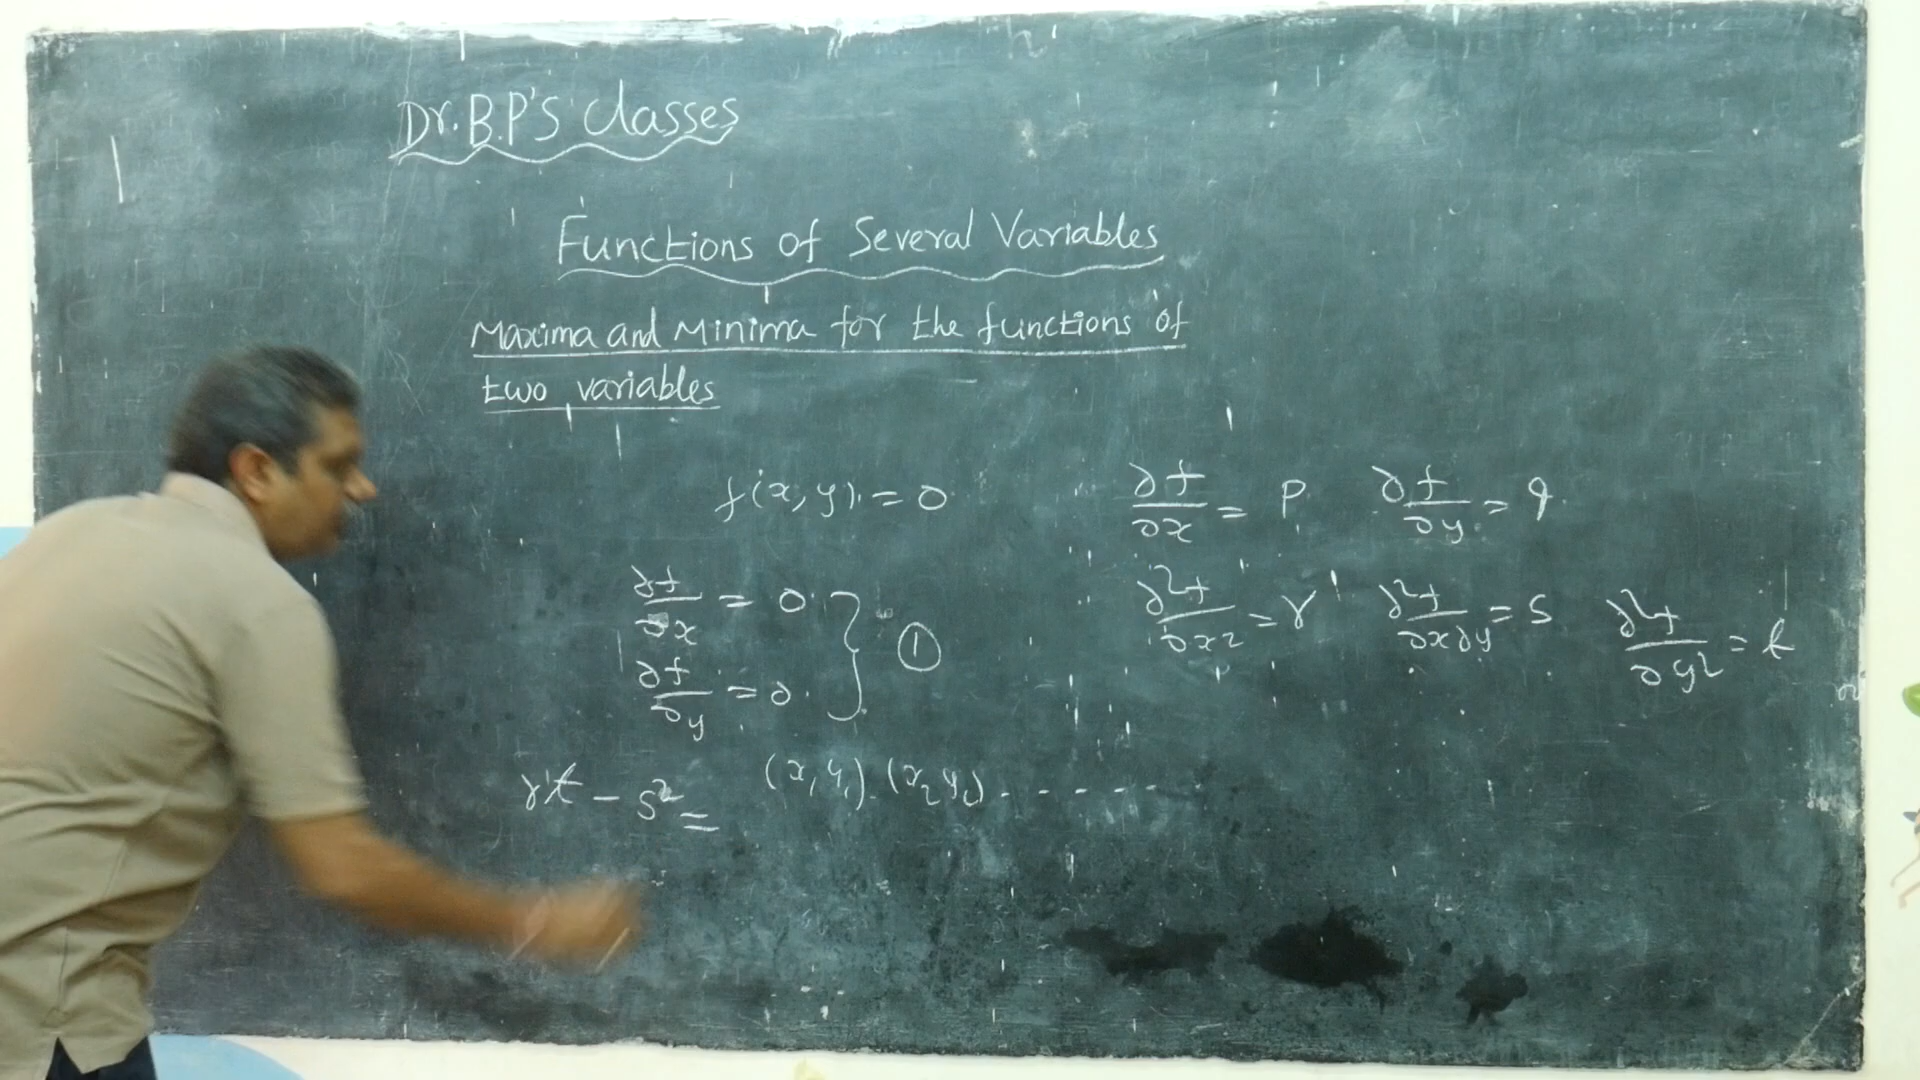 Dr. B.P'S Classes
Functions of Several Variables
Maxima and Minima for the functions of
two variables
f(x, y) = 0
∂f/∂x = p ∂f/∂y = q
∂f/∂x = 0
∂f/∂y = 0 } ①
∂²f/∂x² = r ∂²f/∂x∂y = s ∂²f/∂y² = t
rt - s² =
(x₁ y₁) (x₂ y₂) . - - - - -